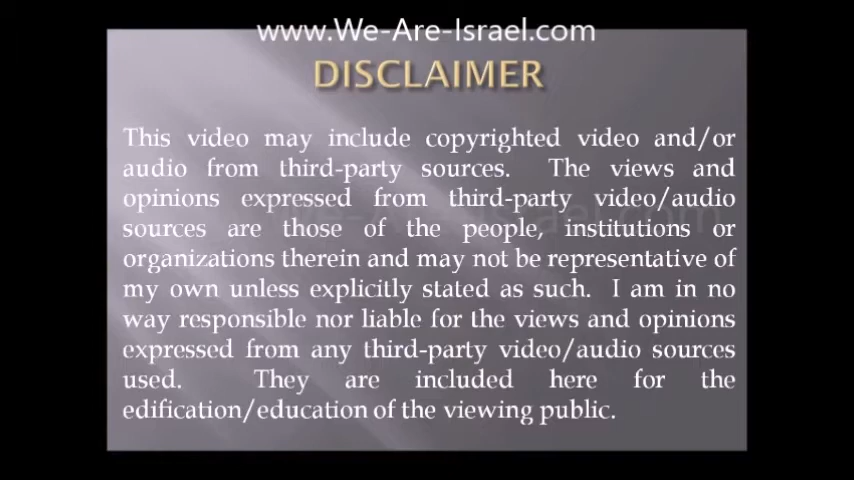 www.We-Are-Israel.com
DISCLAIMER
This video may include copyrighted video and/or
audio from third-party sources. The views and
opinions expressed from third-party video/audio
sources are those of the people, institutions or
organizations therein and may not be representative of
my own unless explicitly stated as such. I am in no
way responsible nor liable for the views and opinions
expressed from any third-party video/audio sources
used. They are included here for the
edification/education of the viewing public.
We-Are-Israel.com